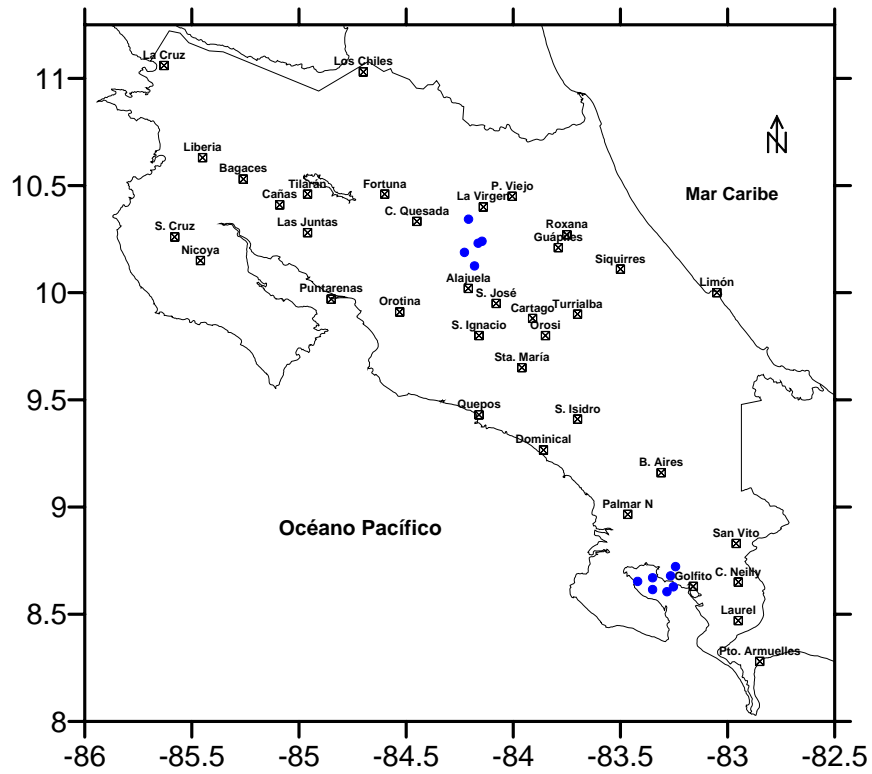 La Cruz
Los Chiles
11
N
Liberia
Bagaces
Tilarán
Cañas
Fortuna
P. Viejo
La Virgen
Mar Caribe
10.5
C. Quesada
S. Cruz
Las Juntas
Roxana
Guápiles
Nicoya
Siquirres
Puntarenas
Alajuela
Limón
10
S. José
Orotina
Cartago
Turrialba
S. Ignacio
Orosi
Sta. María
9.5
Quepos
S. Isidro
Dominical
B. Aires
9
Palmar N
Océano Pacífico
San Vito
Golfito
C. Neilly
8.5
Laurel
Pto. Armuelles
8
-86
-85.5
-85
-84.5
-84
-83.5
-83
-82.5